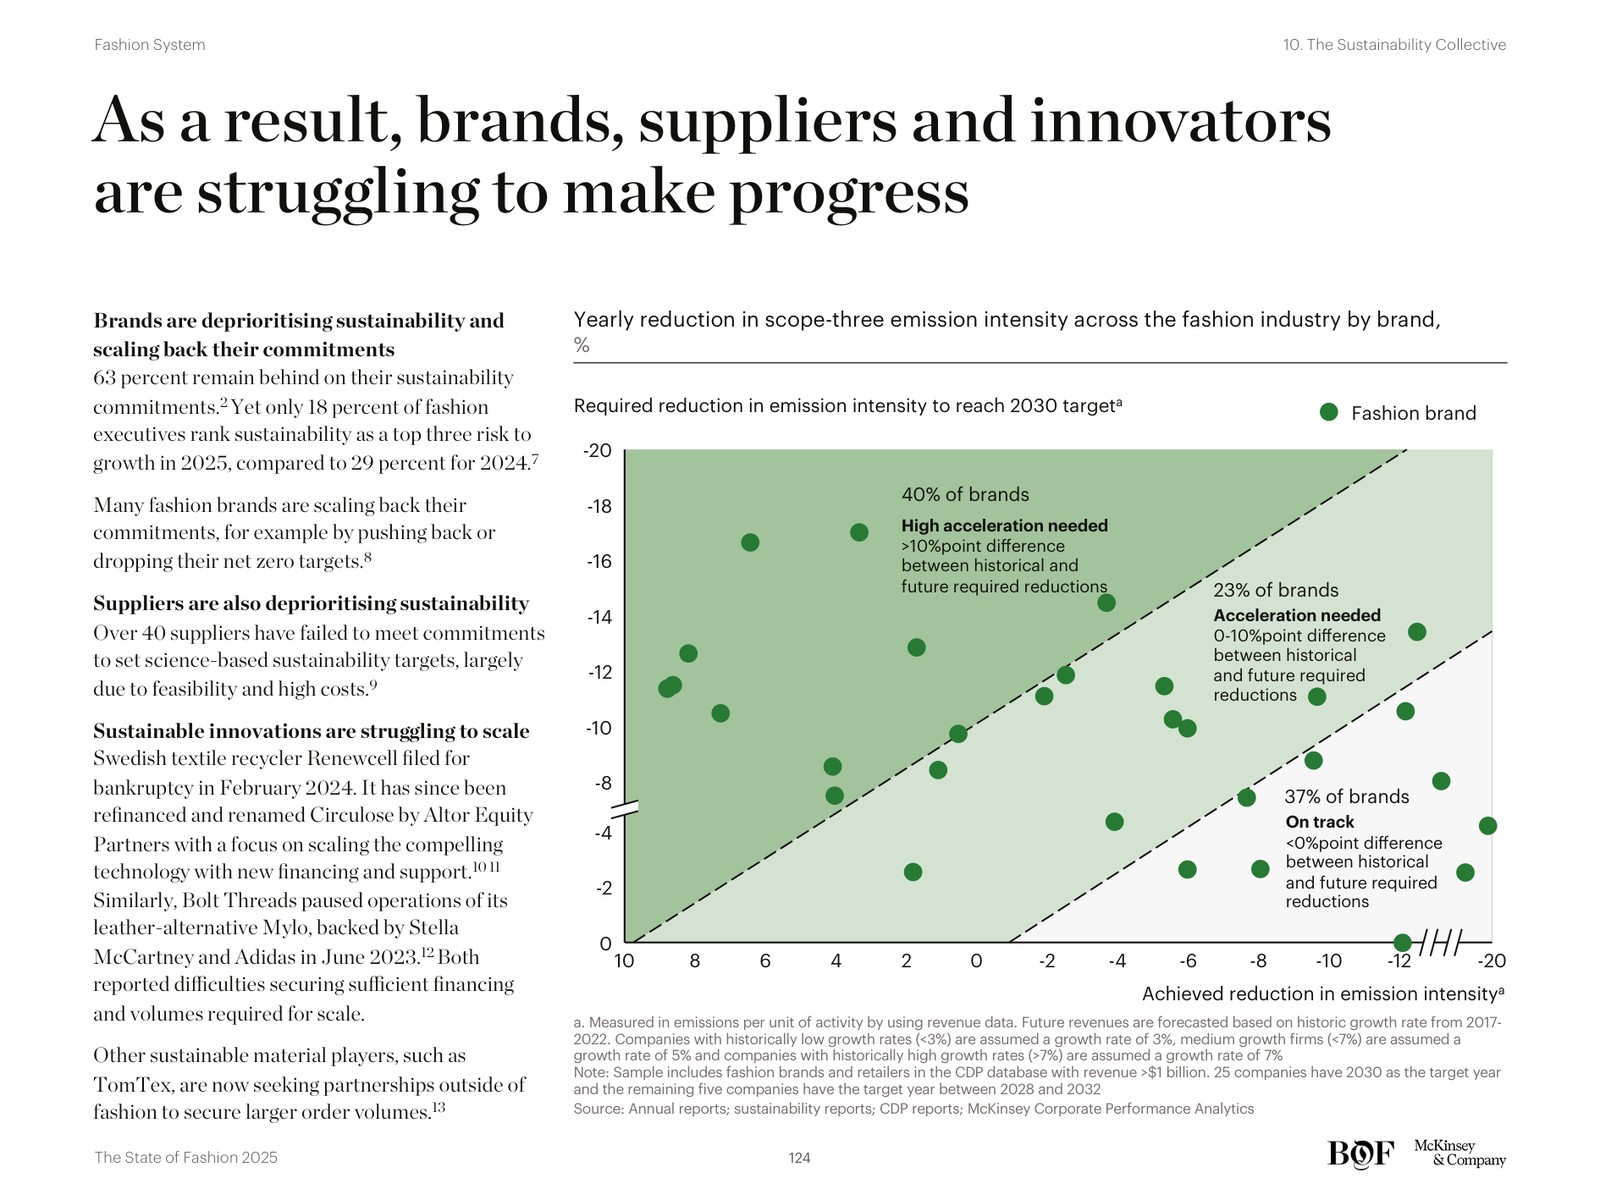 Fashion System
10. The Sustainability Collective
As a result, brands, suppliers and innovators
are struggling to make progress
Brands are deprioritising sustainability and
scaling back their commitments
63 percent remain behind on their sustainability
commitments.2 Yet only 18 percent of fashion
executives rank sustainability as a top three risk to
growth in 2025, compared to 29 percent for 2024.7
Many fashion brands are scaling back their
commitments, for example by pushing back or
dropping their net zero targets.8
Suppliers are also deprioritising sustainability
Over 40 suppliers have failed to meet commitments
to set science-based sustainability targets, largely
due to feasibility and high costs.9
Sustainable innovations are struggling to scale
Swedish textile recycler Renewcell filed for
bankruptcy in February 2024. It has since been
refinanced and renamed Circulose by Altor Equity
Partners with a focus on scaling the compelling
technology with new financing and support.10 11
Similarly, Bolt Threads paused operations of its
leather-alternative Mylo, backed by Stella
McCartney and Adidas in June 2023.12 Both
reported difficulties securing sufficient financing
and volumes required for scale.
Other sustainable material players, such as
TomTex, are now seeking partnerships outside of
fashion to secure larger order volumes.13
Yearly reduction in scope-three emission intensity across the fashion industry by brand,
%
Required reduction in emission intensity to reach 2030 targeta
Fashion brand
-20
-18
-16
-14
-12
-10
-8
-4
-2
0
40% of brands
High acceleration needed
>10%point difference
between historical and
future required reductions
23% of brands
Acceleration needed
0-10%point difference
between historical
and future required
reductions
37% of brands
On track
<0%point difference
between historical
and future required
reductions
10 8 6 4 2 0 -2 -4 -6 -8 -10 -12 -20
Achieved reduction in emission intensitya
a. Measured in emissions per unit of activity by using revenue data. Future revenues are forecasted based on historic growth rate from 2017-
2022. Companies with historically low growth rates (<3%) are assumed a growth rate of 3%, medium growth firms (<7%) are assumed a
growth rate of 5% and companies with historically high growth rates (>7%) are assumed a growth rate of 7%
Note: Sample includes fashion brands and retailers in the CDP database with revenue >$1 billion. 25 companies have 2030 as the target year
and the remaining five companies have the target year between 2028 and 2032
Source: Annual reports; sustainability reports; CDP reports; McKinsey Corporate Performance Analytics
The State of Fashion 2025
124
BOF
McKinsey
& Company